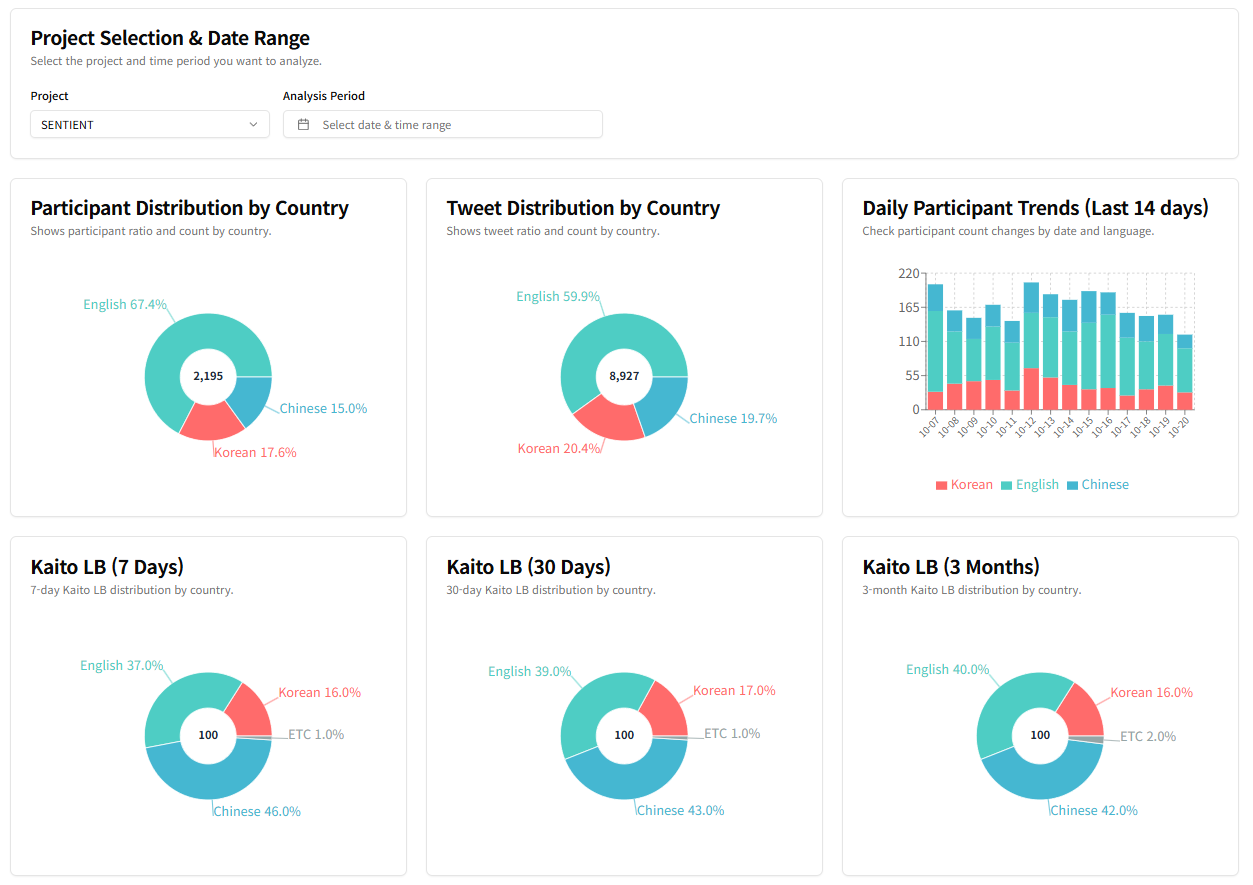 Project Selection & Date Range
Select the project and time period you want to analyze.
Project
Analysis Period
SENTIENT
Select date & time range
Participant Distribution by Country
Shows participant ratio and count by country.
English 67.4%
2,195
Chinese 15.0%
Korean 17.6%
Tweet Distribution by Country
Shows tweet ratio and count by country.
English 59.9%
8,927
Chinese 19.7%
Korean 20.4%
Daily Participant Trends (Last 14 days)
Check participant count changes by date and language.
220
165
110
55
0
10-07
10-08
10-09
10-10
10-11
10-12
10-13
10-14
10-15
10-16
10-17
10-18
10-19
10-20
Korean
English
Chinese
Kaito LB (7 Days)
7-day Kaito LB distribution by country.
English 37.0%
Korean 16.0%
100
ETC 1.0%
Chinese 46.0%
Kaito LB (30 Days)
30-day Kaito LB distribution by country.
English 39.0%
Korean 17.0%
100
ETC 1.0%
Chinese 43.0%
Kaito LB (3 Months)
3-month Kaito LB distribution by country.
English 40.0%
Korean 16.0%
100
ETC 2.0%
Chinese 42.0%